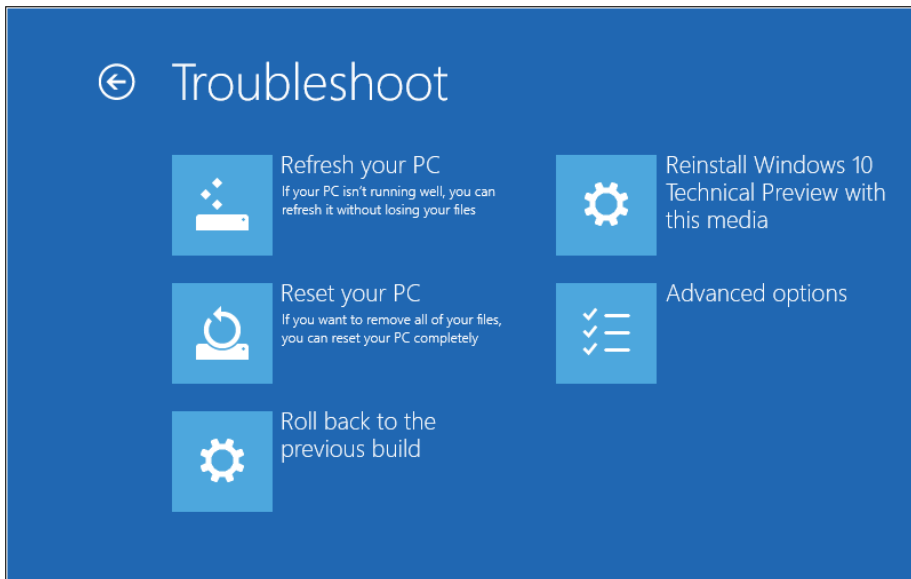 Troubleshoot
Refresh your PC
If your PC isn't running well, you can
refresh it without losing your files
Reset your PC
If you want to remove all of your files,
you can reset your PC completely
Roll back to the
previous build
Reinstall Windows 10
Technical Preview with
this media
Advanced options